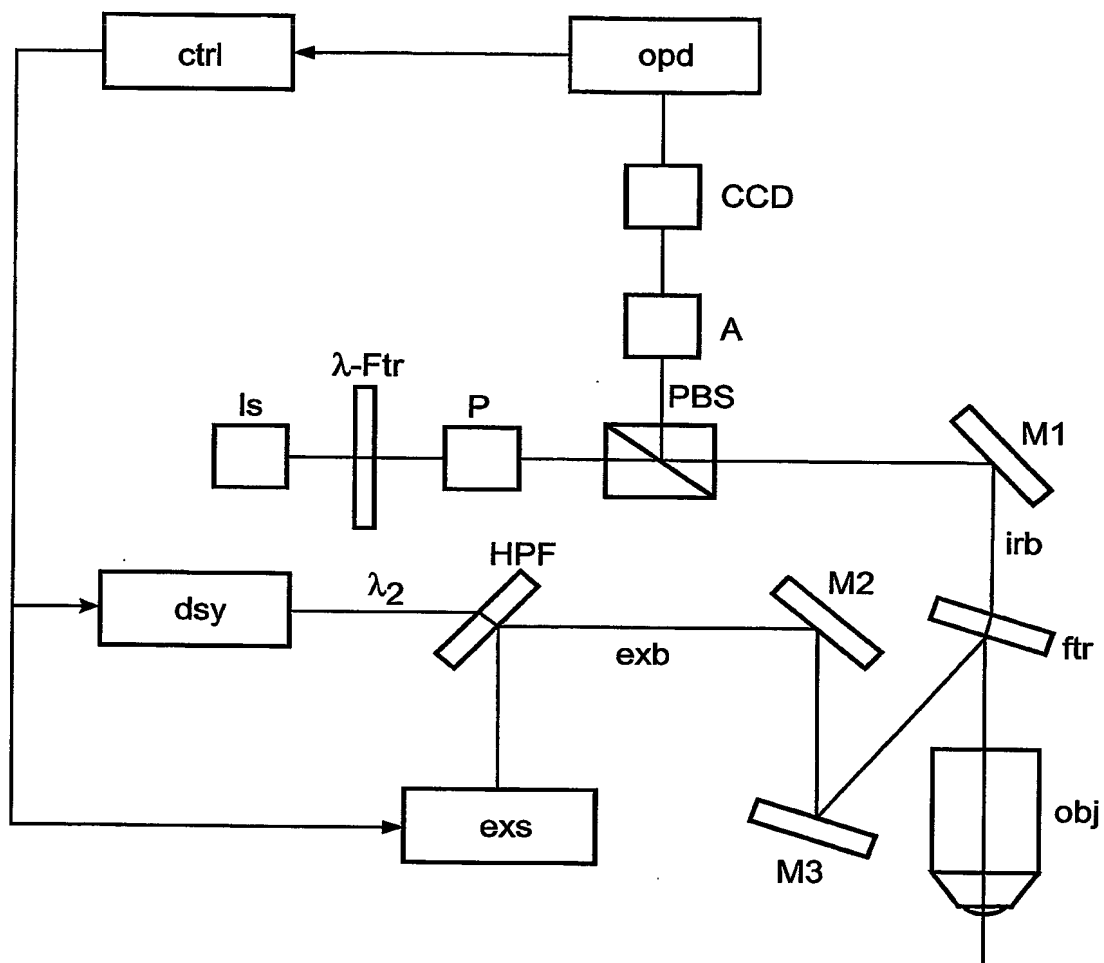 ctrl
opd
CCD
A
λ-Ftr
ls
P
PBS
M1
irb
HPF
λ2
dsy
M2
exb
ftr
exs
M3
obj